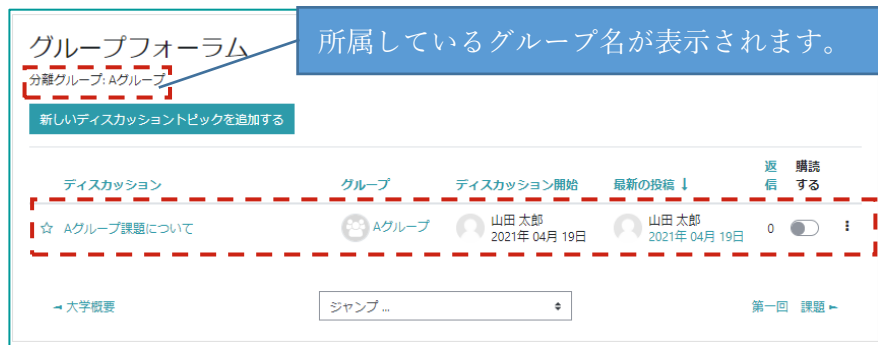 グループフォーラム
所属しているグループ名が表示されます。
分離グループ: Aグループ
新しいディスカッショントピックを追加する
ディスカッション グループ ディスカッション開始 最新の投稿 ↓ 返信 購読する
☆ Aグループ課題について Aグループ 山田 太郎 山田 太郎 0
2021年 04月 19日 2021年 04月 19日
◄ 大学概要 ジャンプ ... 第一回 課題 ►